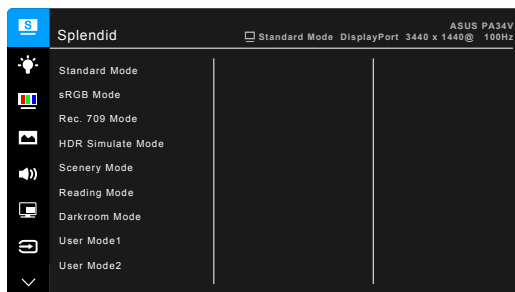 S
ASUS PA34V
Splendid
Standard Mode DisplayPort 3440 x 1440@ 100Hz
Standard Mode
sRGB Mode
Rec. 709 Mode
HDR Simulate Mode
Scenery Mode
Reading Mode
Darkroom Mode
User Mode1
User Mode2